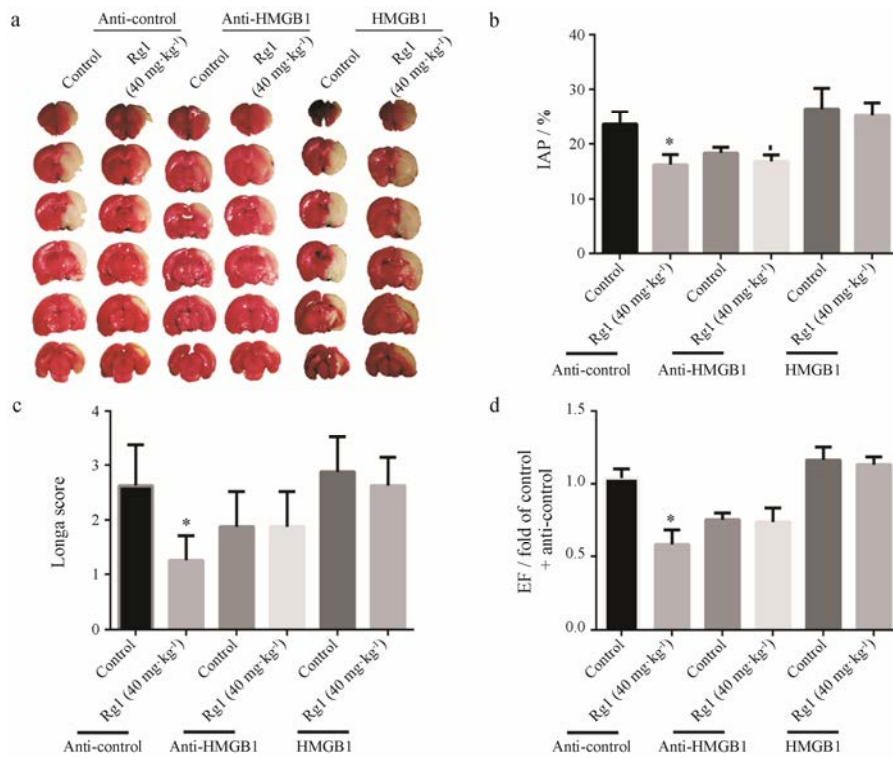 a
Anti-control
Anti-HMGB1
HMGB1
Control
Rg1
(40 mg·kg⁻¹)
Control
Rg1
(40 mg·kg⁻¹)
Control
Rg1
(40 mg·kg⁻¹)
b
IAP / %
40
30
20
10
0
*
Control
Rg1 (40 mg·kg⁻¹)
Control
Rg1 (40 mg·kg⁻¹)
Control
Rg1 (40 mg·kg⁻¹)
Anti-control
Anti-HMGB1
HMGB1
c
Longa score
4
3
2
1
0
*
Control
Rg1 (40 mg·kg⁻¹)
Control
Rg1 (40 mg·kg⁻¹)
Control
Rg1 (40 mg·kg⁻¹)
Anti-control
Anti-HMGB1
HMGB1
d
EF / fold of control
+ anti-control
1.5
1.0
0.5
0.0
*
Control
Rg1 (40 mg·kg⁻¹)
Control
Rg1 (40 mg·kg⁻¹)
Control
Rg1 (40 mg·kg⁻¹)
Anti-control
Anti-HMGB1
HMGB1